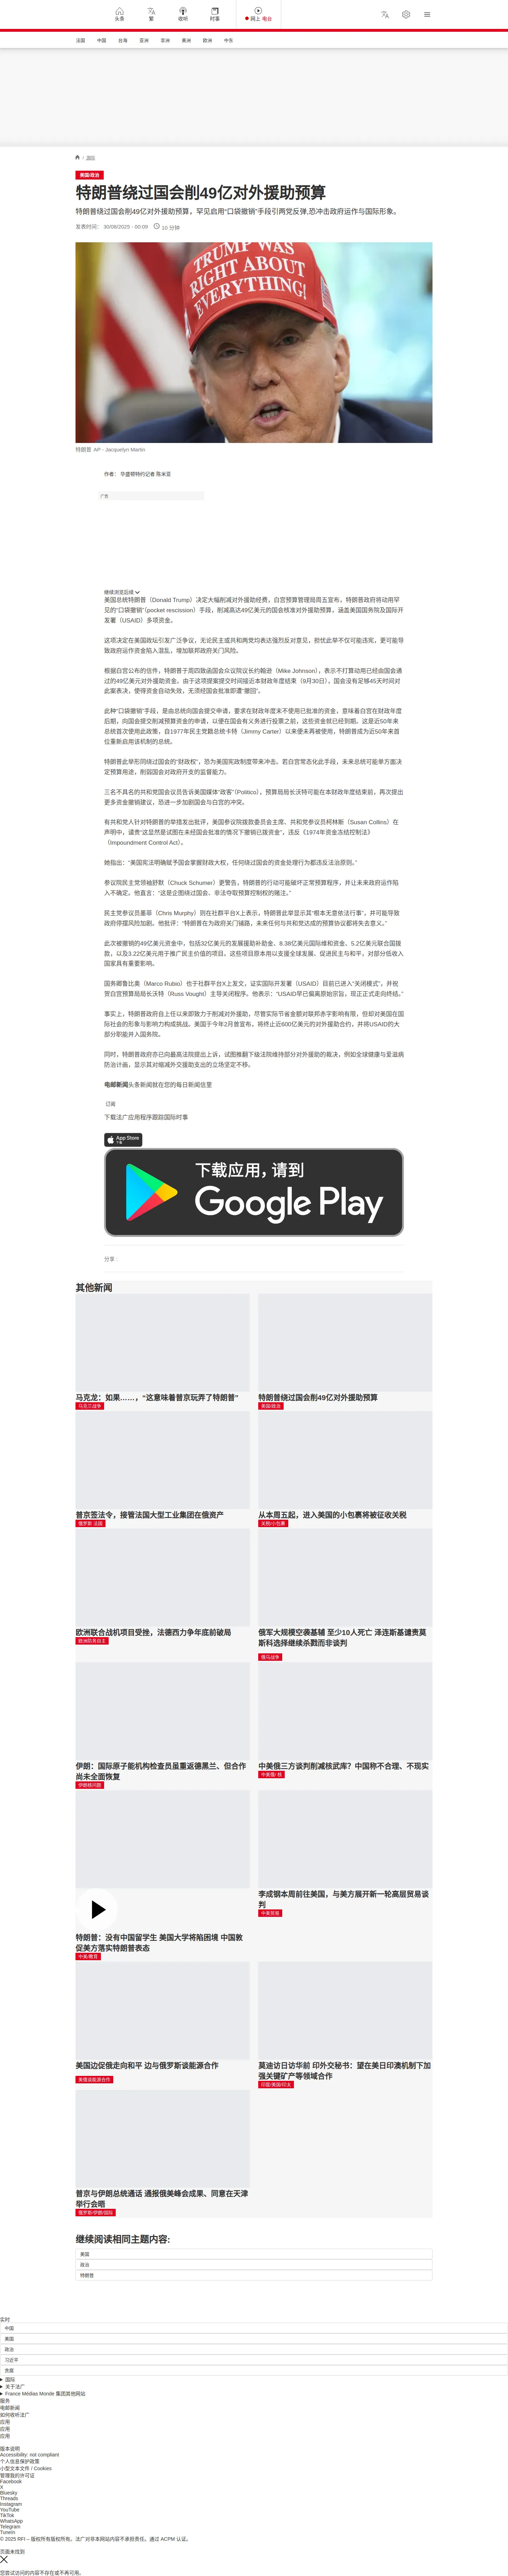 头条
繁
收听
时事
网上 电台
法国
中国
台海
亚洲
非洲
美洲
欧洲
中东
/ 国际
美国/政治
特朗普绕过国会削49亿对外援助预算
特朗普绕过国会削49亿对外援助预算，罕见启用“口袋撤销”手段引两党反弹,恐冲击政府运作与国际形象。
发表时间： 30/08/2025 - 00:09 10 分钟
TRUMP WAS
RIGHT ABOUT
EVERYTHING!
特朗普 AP - Jacquelyn Martin
作者： 华盛顿特约记者 陈米亚
广告
继续浏览后续
美国总统特朗普（Donald Trump）决定大幅削减对外援助经费，白宫预算管理局周五宣布，特朗普政府将动用罕
见的“口袋撤销”（pocket rescission）手段，削减高达49亿美元的国会核准对外援助预算，涵盖美国国务院及国际开
发署（USAID）多项资金。
这项决定在美国政坛引发广泛争议，无论民主或共和两党均表达强烈反对意见，担忧此举不仅可能违宪，更可能导
致政府运作资金陷入混乱，增加联邦政府关门风险。
根据白宫公布的信件，特朗普于周四致函国会众议院议长约翰逊（Mike Johnson），表示不打算动用已经由国会通
过的49亿美元对外援助资金。由于这项提案提交时间接近本财政年度结束（9月30日），国会没有足够45天时间对
此案表决，使得资金自动失效，无须经国会批准即遭“撤回”。
此种“口袋撤销”手段，是由总统向国会提交申请，要求在财政年度末不使用已批准的资金，意味着白宫在财政年度
后期，向国会提交削减预算资金的申请，以便在国会有义务进行投票之前，这些资金就已经到期。这是近50年来
总统首次使用此政策，自1977年民主党籍总统卡特（Jimmy Carter）以来便未再被使用，特朗普成为近50年来首
位重新启用该机制的总统。
特朗普此举形同绕过国会的“财政权”，恐为美国宪政制度带来冲击。若白宫常态化此手段，未来总统可能单方面决
定预算用途，削弱国会对政府开支的监督能力。
三名不具名的共和党国会议员告诉美国媒体“政客”（Politico），预算局局长沃特可能在本财政年度结束前，再次提出
更多资金撤销建议，恐进一步加剧国会与白宫的冲突。
有共和党人针对特朗普的举措发出批评，美国参议院拨款委员会主席、共和党参议员柯林斯（Susan Collins）在
声明中，谴责“这显然是试图在未经国会批准的情况下撤销已拨资金”，违反《1974年资金冻结控制法》
（Impoundment Control Act）。
她指出：“美国宪法明确赋予国会掌握财政大权，任何绕过国会的资金处理行为都违反法治原则。”
参议院民主党领袖舒默（Chuck Schumer）更警告，特朗普的行动可能破坏正常预算程序，并让未来政府运作陷
入不确定。他直言：“这是企图绕过国会、非法夺取预算控制权的赌注。”
民主党参议员墨菲（Chris Murphy）则在社群平台X上表示，特朗普此举显示其“根本无意依法行事”，并可能导致
政府停摆风险加剧。他批评：“特朗普在为政府关门铺路，未来任何与共和党达成的预算协议都将失去意义。”
此次被撤销的49亿美元资金中，包括32亿美元的发展援助补助金、8.38亿美元国际维和资金、5.2亿美元联合国拨
款，以及3.22亿美元用于推广民主价值的项目。这些项目原本用以支援全球发展、促进民主与和平，对部分低收入
国家具有重要影响。
国务卿鲁比奥（Marco Rubio）也于社群平台X上发文，证实国际开发署（USAID）目前已进入“关闭模式”，并祝
贺白宫预算局局长沃特（Russ Vought）主导关闭程序。他表示：“USAID早已偏离原始宗旨，现正正式走向终结。”
事实上，特朗普政府自上任以来即致力于削减对外援助，尽管实际节省金额对联邦赤字影响有限，但却对美国在国
际社会的形象与影响力构成挑战。美国于今年2月曾宣布，将终止近600亿美元的对外援助合约，并将USAID的大
部分职能并入国务院。
同时，特朗普政府亦已向最高法院提出上诉，试图推翻下级法院维持部分对外援助的裁决，例如全球健康与爱滋病
防治计画，显示其对缩减外交援助支出的立场坚定不移。
电邮新闻头条新闻就在您的每日新闻信里
订阅
下载法广应用程序跟踪国际时事
App Store
下载
下载应用，请到
Google Play
分享 :
其他新闻
马克龙：如果……，“这意味着普京玩弄了特朗普”
乌克兰战争
特朗普绕过国会削49亿对外援助预算
美国/政治
普京签法令，接管法国大型工业集团在俄资产
俄罗斯 法国
从本周五起，进入美国的小包裹将被征收关税
关税/小包裹
欧洲联合战机项目受挫，法德西力争年底前破局
欧洲防务自主
俄军大规模空袭基辅 至少10人死亡 泽连斯基谴责莫
斯科选择继续杀戮而非谈判
俄乌战争
伊朗：国际原子能机构检查员虽重返德黑兰、但合作
尚未全面恢复
伊朗核问题
中美俄三方谈判削减核武库？中国称不合理、不现实
中美俄/ 核
特朗普：没有中国留学生 美国大学将陷困境 中国敦
促美方落实特朗普表态
中美/教育
李成钢本周前往美国，与美方展开新一轮高层贸易谈
判
中美贸易
美国边促俄走向和平 边与俄罗斯谈能源合作
美俄谈能源合作
莫迪访日访华前 印外交秘书：望在美日印澳机制下加
强关键矿产等领域合作
印度/美国/印太
普京与伊朗总统通话 通报俄美峰会成果、同意在天津
举行会晤
俄罗斯/伊朗/国际
继续阅读相同主题内容:
美国
政治
特朗普
实时
中国
美国
政治
习近平
贪腐
国际
关于法广
France Médias Monde 集团其他网站
服务
电邮新闻
如何收听法广
应用
应用
应用
版本说明
Accessibility: not compliant
个人信息保护政策
小型文本文件 / Cookies
管理我的许可证
Facebook
X
Bluesky
Threads
Instagram
YouTube
TikTok
WhatsApp
Telegram
TuneIn
© 2025 RFI – 版权所有版权所有。法广对非本网站内容不承担责任。通过 ACPM 认证。
页面未找到
您尝试访问的内容不存在或不再可用。